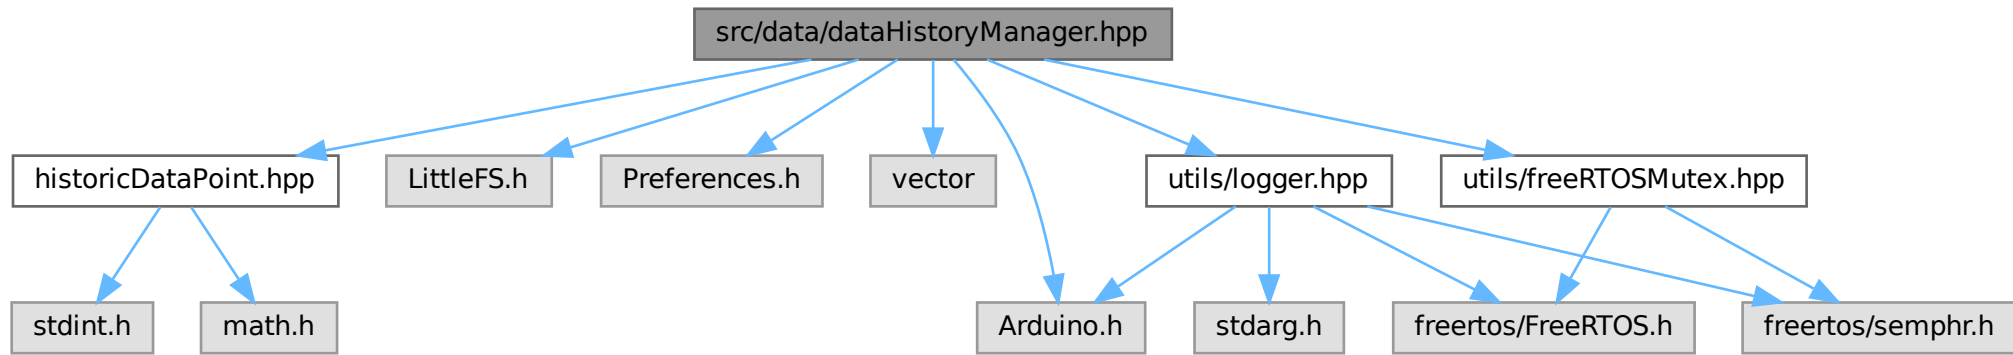 src/data/dataHistoryManager.hpp
historicDataPoint.hpp
LittleFS.h
Preferences.h
vector
utils/logger.hpp
utils/freeRTOSMutex.hpp
stdint.h
math.h
Arduino.h
stdarg.h
freertos/FreeRTOS.h
freertos/semphr.h